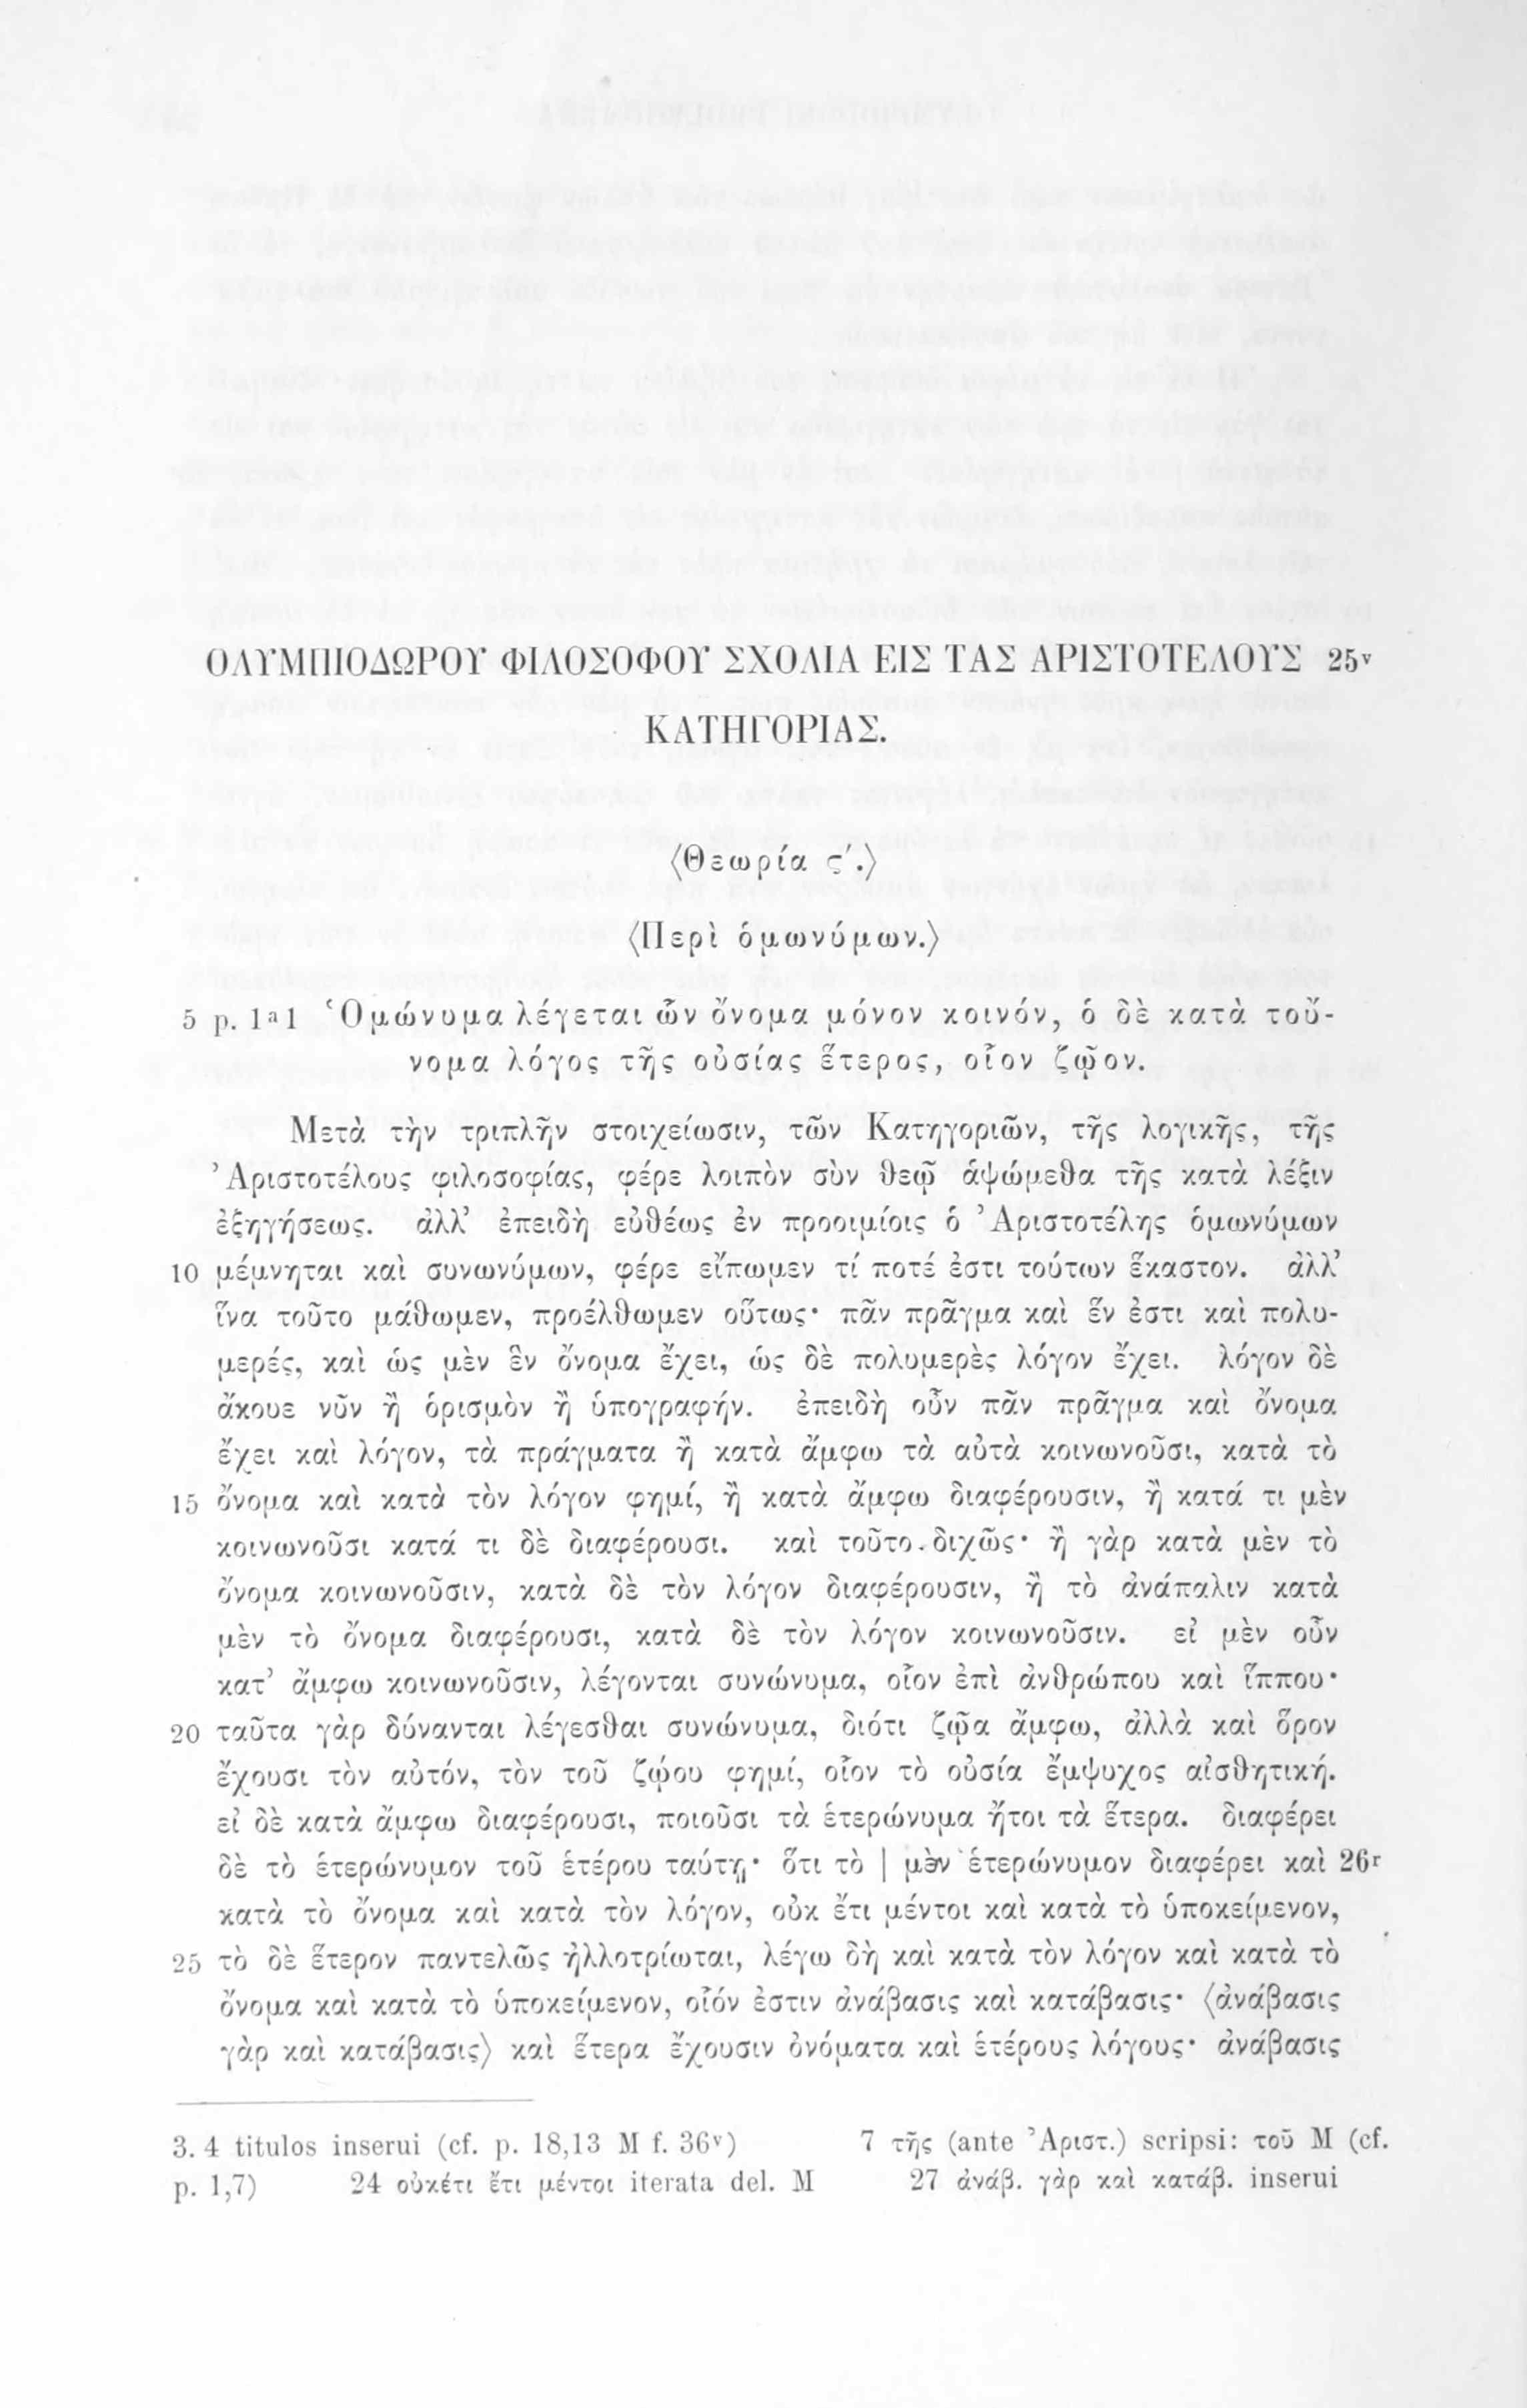 ΟΛΥΜΠΙΟΔΩΡΟΥ ΦΙΛΟΣΟΦΟΥ ΣΧΟΛΙΑ ΕΙΣ ΤΑΣ ΑΡΙΣΤΟΤΕΛΟΥΣ 25v
ΚΑΤΗΓΟΡΙΑΣ.
〈Θεωρία ς΄.〉
〈Περὶ ὁμωνύμων.〉
5 p. 1a1 Ὁμώνυμα λέγεται ὧν ὄνομα μόνον κοινόν, ὁ δὲ κατὰ τοὔ-
νομα λόγος τῆς οὐσίας ἕτερος, οἷον ζῷον.
Μετὰ τὴν τριπλῆν στοιχείωσιν, τῶν Κατηγοριῶν, τῆς λογικῆς, τῆς
Ἀριστοτέλους φιλοσοφίας, φέρε λοιπὸν σὺν θεῷ ἁψώμεθα τῆς κατὰ λέξιν
ἐξηγήσεως. ἀλλ’ ἐπειδὴ εὐθέως ἐν προοιμίοις ὁ Ἀριστοτέλης ὁμωνύμων
10 μέμνηται καὶ συνωνύμων, φέρε εἴπωμεν τί ποτέ ἐστι τούτων ἕκαστον. ἀλλ’
ἵνα τοῦτο μάθωμεν, προέλθωμεν οὕτως· πᾶν πρᾶγμα καὶ ἕν ἐστι καὶ πολυ-
μερές, καὶ ὡς μὲν ἓν ὄνομα ἔχει, ὡς δὲ πολυμερὲς λόγον ἔχει. λόγον δὲ
ἄκουε νῦν ἢ ὁρισμὸν ἢ ὑπογραφήν. ἐπειδὴ οὖν πᾶν πρᾶγμα καὶ ὄνομα
ἔχει καὶ λόγον, τὰ πράγματα ἢ κατὰ ἄμφω τὰ αὐτὰ κοινωνοῦσι, κατὰ τὸ
15 ὄνομα καὶ κατὰ τὸν λόγον φημί, ἢ κατὰ ἄμφω διαφέρουσιν, ἢ κατά τι μὲν
κοινωνοῦσι κατά τι δὲ διαφέρουσι. καὶ τοῦτο διχῶς· ἢ γὰρ κατὰ μὲν τὸ
ὄνομα κοινωνοῦσιν, κατὰ δὲ τὸν λόγον διαφέρουσιν, ἢ τὸ ἀνάπαλιν κατὰ
μὲν τὸ ὄνομα διαφέρουσι, κατὰ δὲ τὸν λόγον κοινωνοῦσιν. εἰ μὲν οὖν
κατ’ ἄμφω κοινωνοῦσιν, λέγονται συνώνυμα, οἷον ἐπὶ ἀνθρώπου καὶ ἵππου·
20 ταῦτα γὰρ δύνανται λέγεσθαι συνώνυμα, διότι ζῷα ἄμφω, ἀλλὰ καὶ ὅρον
ἔχουσι τὸν αὐτόν, τὸν τοῦ ζῴου φημί, οἷον τὸ οὐσία ἔμψυχος αἰσθητική.
εἰ δὲ κατὰ ἄμφω διαφέρουσι, ποιοῦσι τὰ ἑτερώνυμα ἤτοι τὰ ἕτερα. διαφέρει
δὲ τὸ ἑτερώνυμον τοῦ ἑτέρου ταύτῃ· ὅτι τὸ | μὲν ἑτερώνυμον διαφέρει καὶ 26r
κατὰ τὸ ὄνομα καὶ κατὰ τὸν λόγον, οὐκ ἔτι μέντοι καὶ κατὰ τὸ ὑποκείμενον,
25 τὸ δὲ ἕτερον παντελῶς ἠλλοτρίωται, λέγω δὴ καὶ κατὰ τὸν λόγον καὶ κατὰ τὸ
ὄνομα καὶ κατὰ τὸ ὑποκείμενον, οἷόν ἐστιν ἀνάβασις καὶ κατάβασις· 〈ἀνάβασις
γὰρ καὶ κατάβασις〉 καὶ ἕτερα ἔχουσιν ὀνόματα καὶ ἑτέρους λόγους· ἀνάβασις
3. 4 titulos inserui (cf. p. 18,13 M f. 36v) 7 τῆς (ante Ἀριστ.) scripsi: τοῦ M (cf.
p. 1,7) 24 οὐκέτι ἔτι μέντοι iterata del. M 27 ἀνάβ. γὰρ καὶ κατάβ. inserui